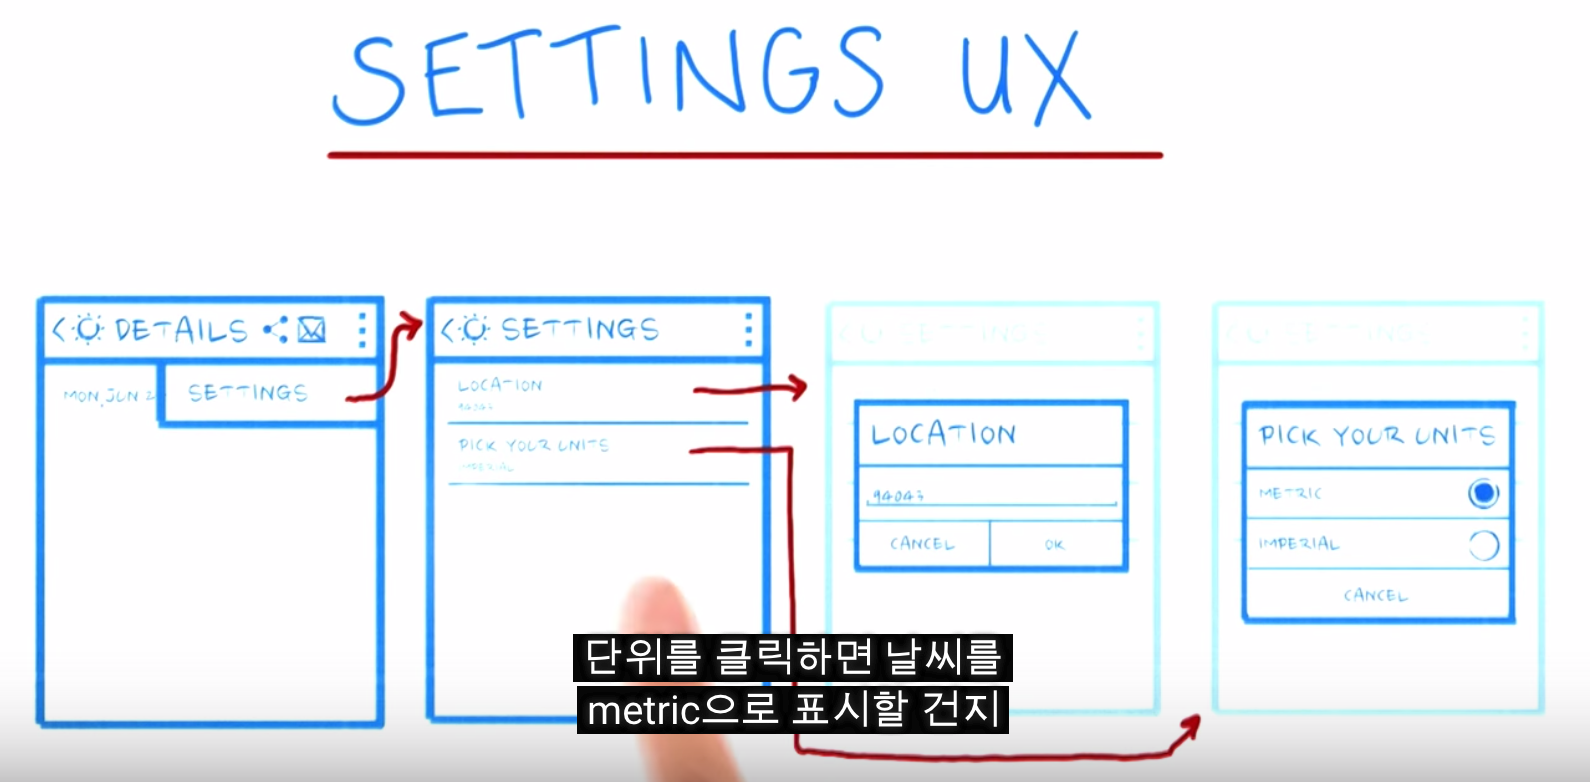 SETTINGS UX
DETAILS
SETTINGS
MON, JUN 2
SETTINGS
LOCATION
94043
PICK YOUR UNITS
IMPERIAL
SETTINGS
LOCATION
94043
CANCEL OK
SETTINGS
PICK YOUR UNITS
METRIC
IMPERIAL
CANCEL
단위를 클릭하면 날씨를
metric으로 표시할 건지